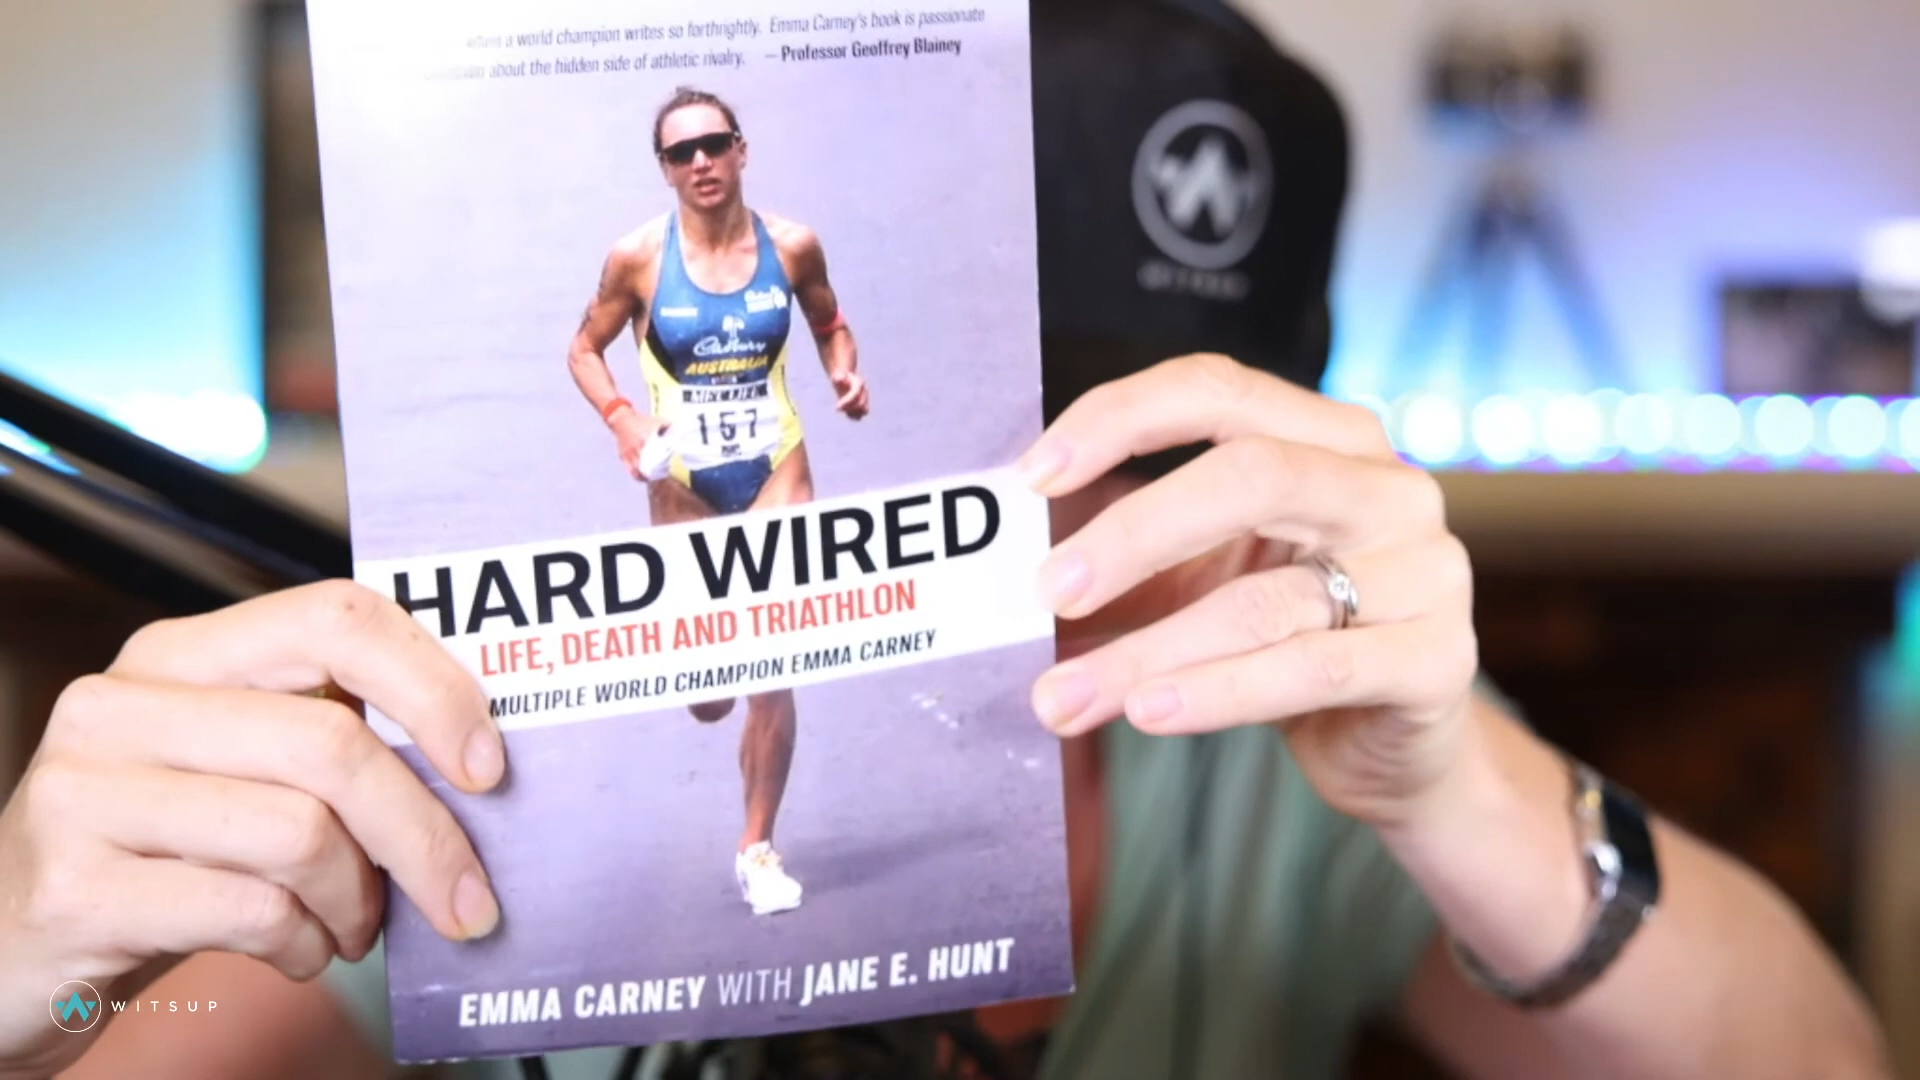 a world champion writes so forthrightly. Emma Carney's book is passionate
about the hidden side of athletic rivalry. — Professor Geoffrey Blainey
Cadbury
AUSTRALIA
157
HARD WIRED
LIFE, DEATH AND TRIATHLON
MULTIPLE WORLD CHAMPION EMMA CARNEY
EMMA CARNEY WITH JANE E. HUNT
WITSUP